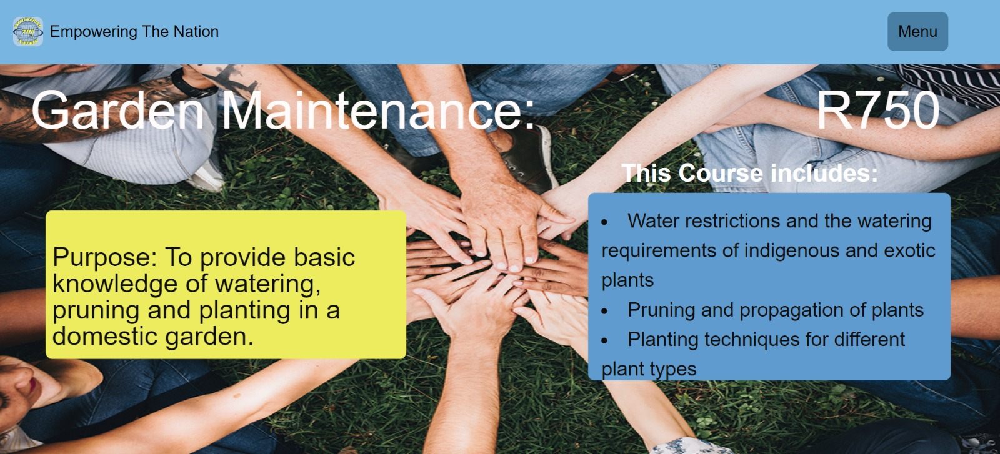 Empowering The Nation
Menu
Garden Maintenance:
R750
This Course includes:
Purpose: To provide basic
knowledge of watering,
pruning and planting in a
domestic garden.
• Water restrictions and the watering
requirements of indigenous and exotic
plants
• Pruning and propagation of plants
• Planting techniques for different
plant types